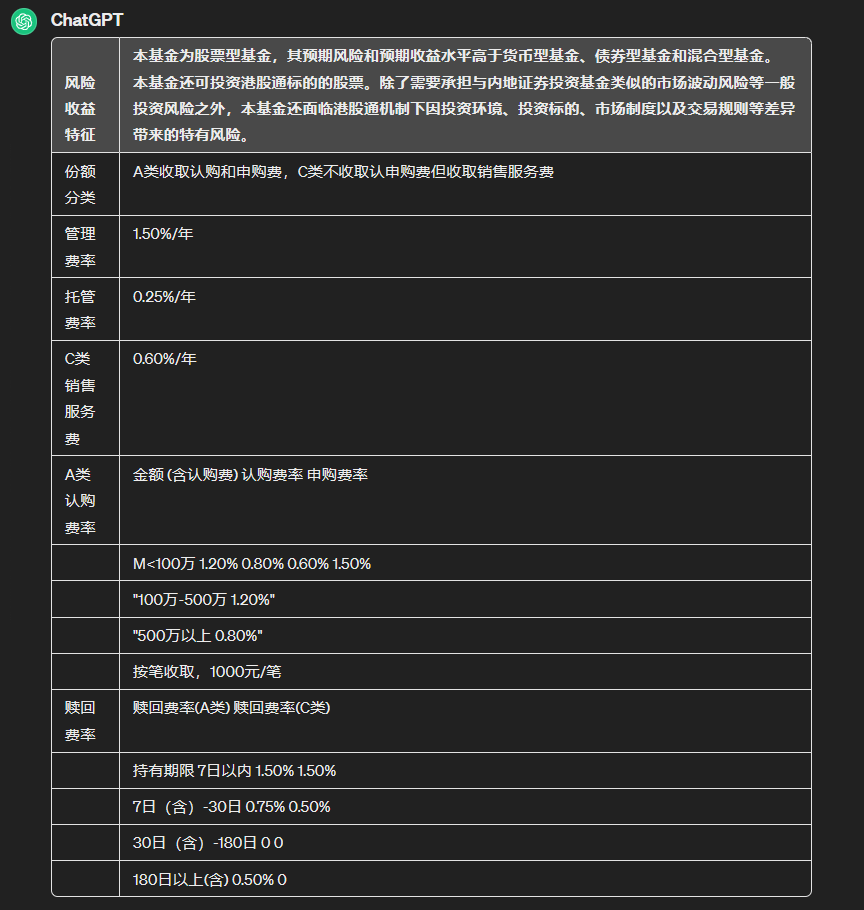 ChatGPT
风险
收益
特征
本基金为股票型基金，其预期风险和预期收益水平高于货币型基金、债券型基金和混合型基金。
本基金还可投资港股通标的的股票。除了需要承担与内地证券投资基金类似的市场波动风险等一般
投资风险之外，本基金还面临港股通机制下因投资环境、投资标的、市场制度以及交易规则等差异
带来的特有风险。
份额
分类
A类收取认购和申购费，C类不收取认申购费但收取销售服务费
管理
费率
1.50%/年
托管
费率
0.25%/年
C类
销售
服务
费
0.60%/年
A类
认购
费率
金额 (含认购费) 认购费率 申购费率
M<100万 1.20% 0.80% 0.60% 1.50%
"100万-500万 1.20%"
"500万以上 0.80%"
按笔收取，1000元/笔
赎回
费率
赎回费率(A类) 赎回费率(C类)
持有期限 7日以内 1.50% 1.50%
7日（含）-30日 0.75% 0.50%
30日（含）-180日 0 0
180日以上(含) 0.50% 0